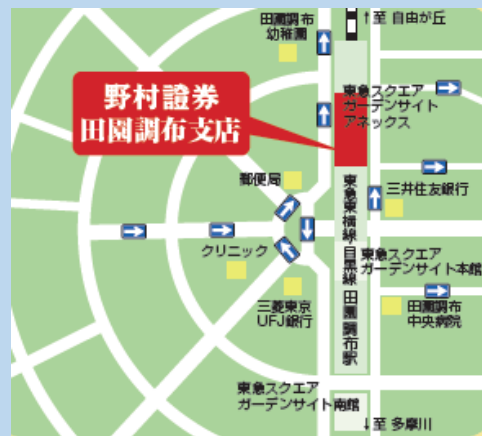 田園調布
幼稚園
↑至 自由が丘
野村證券
田園調布支店
東急スクエア
ガーデンサイト
アネックス
郵便局
三井住友銀行
東急東横線・目黒線 田園調布駅
クリニック
東急スクエア
ガーデンサイト本館
三菱東京
UFJ銀行
田園調布
中央病院
東急スクエア
ガーデンサイト南館
↓至 多摩川